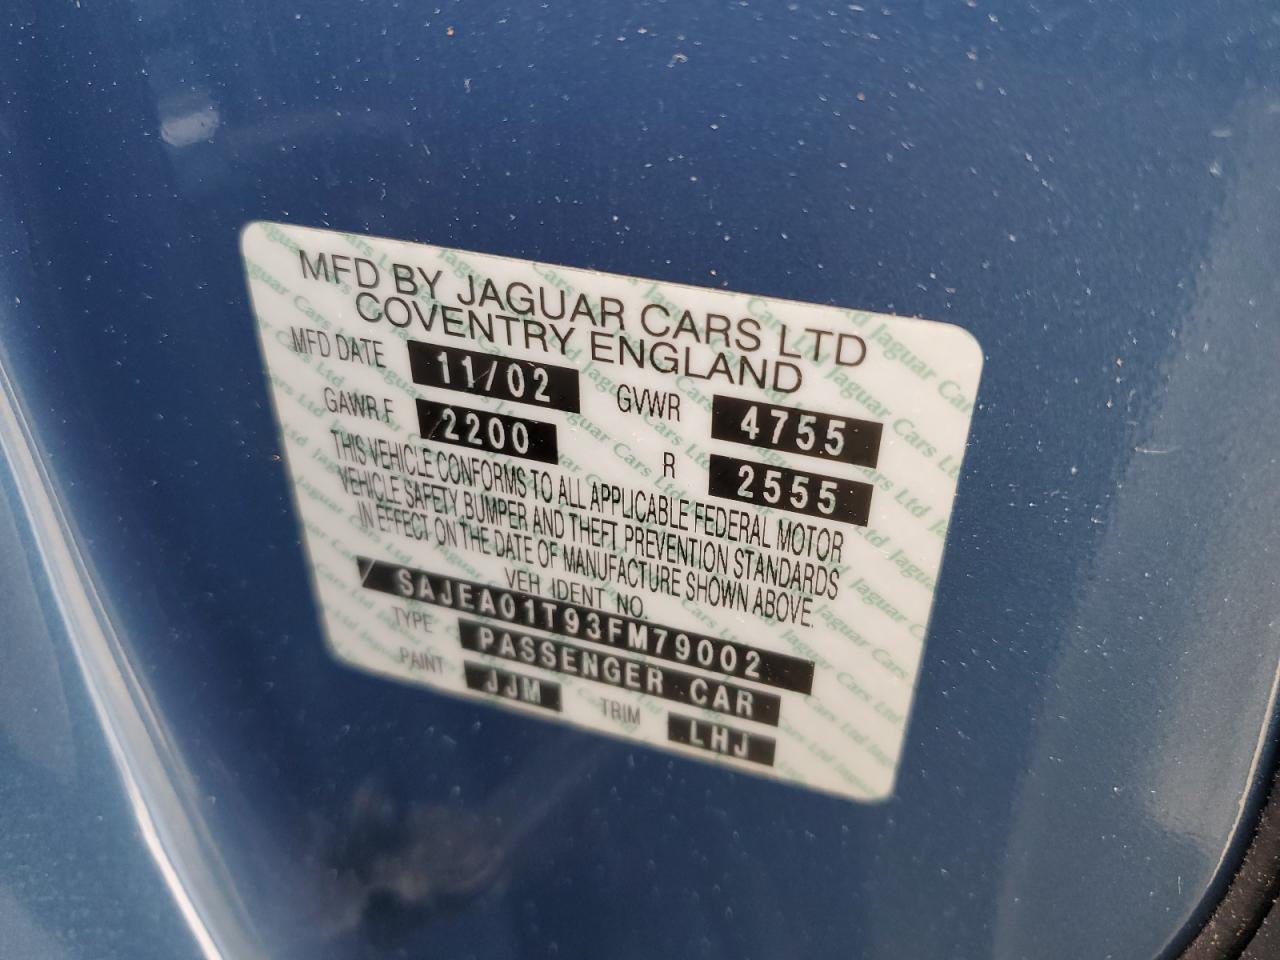 MFD BY JAGUAR CARS LTD
COVENTRY ENGLAND
MFD DATE 11/02 GVWR 4755
GAWR F 2200 R 2555
THIS VEHICLE CONFORMS TO ALL APPLICABLE FEDERAL MOTOR
VEHICLE SAFETY, BUMPER AND THEFT PREVENTION STANDARDS
IN EFFECT ON THE DATE OF MANUFACTURE SHOWN ABOVE.
VEH IDENT NO.
SAJEA01T93FM79002
TYPE PASSENGER CAR
PAINT JJM TRIM LHJ